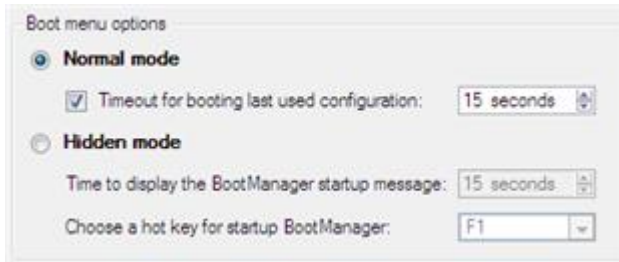 Boot menu options
Normal mode
Timeout for booting last used configuration: 15 seconds
Hidden mode
Time to display the BootManager startup message: 15 seconds
Choose a hot key for startup BootManager: F1